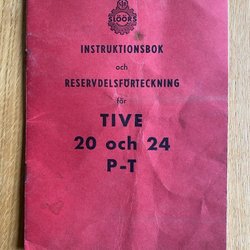 SLÖÖRS
INSTRUKTIONSBOK
och
RESERVDELSFÖRTECKNING
för
TIVE
20 och 24
P-T